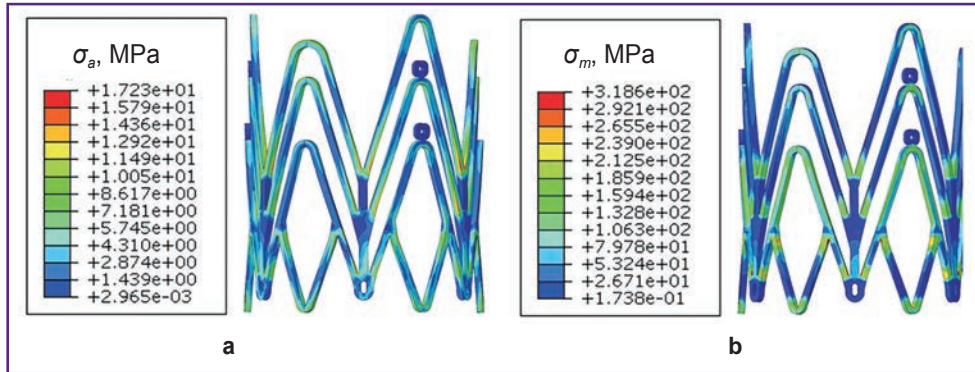 σa, MPa
+1.723e+01
+1.579e+01
+1.436e+01
+1.292e+01
+1.149e+01
+1.005e+01
+8.617e+00
+7.181e+00
+5.745e+00
+4.310e+00
+2.874e+00
+1.439e+00
+2.965e-03
a
σm, MPa
+3.186e+02
+2.921e+02
+2.655e+02
+2.390e+02
+2.125e+02
+1.859e+02
+1.594e+02
+1.328e+02
+1.063e+02
+7.978e+01
+5.324e+01
+2.671e+01
+1.738e-01
b